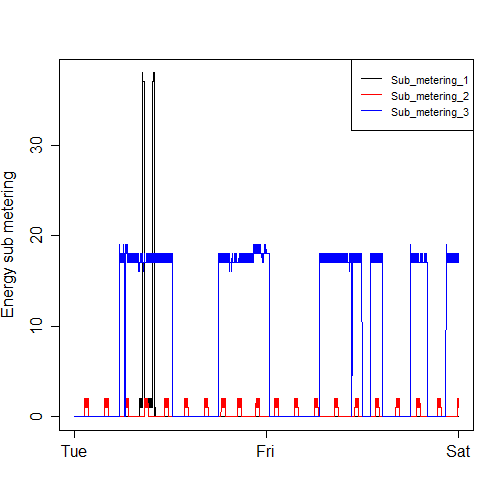 Sub_metering_1
Sub_metering_2
Sub_metering_3
Energy sub metering
30
20
10
0
Tue
Fri
Sat